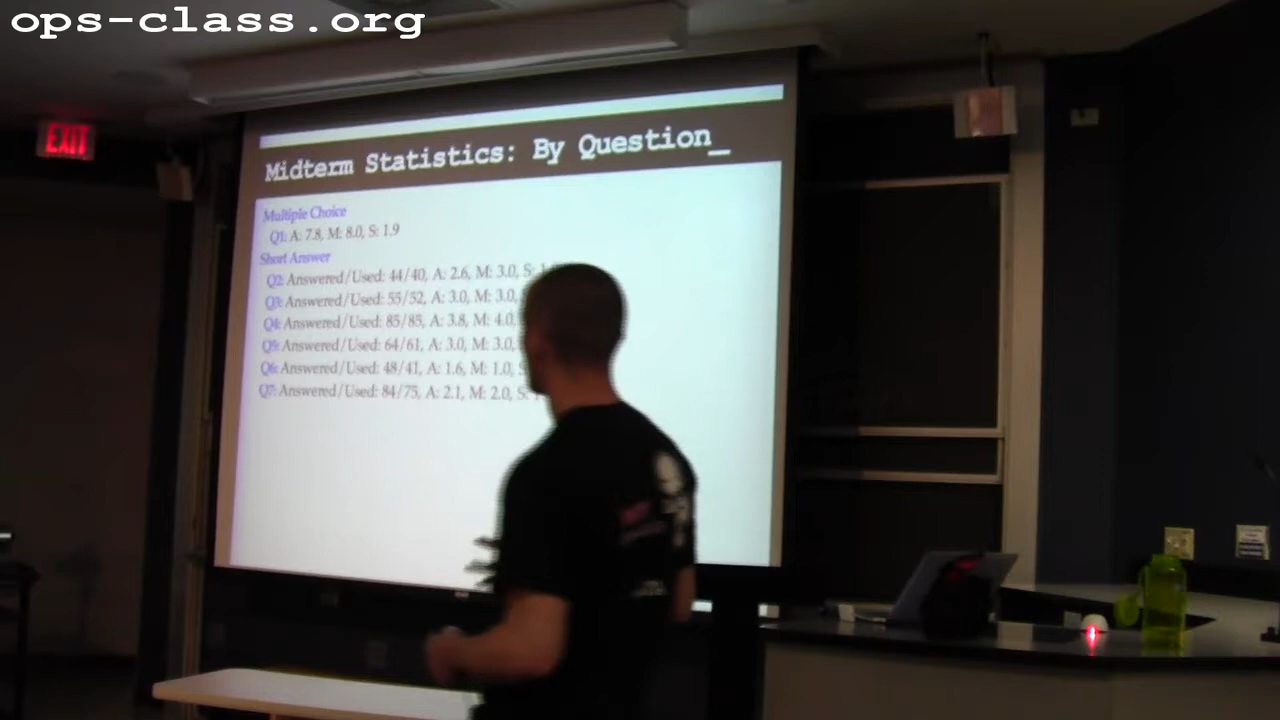 ops-class.org
EXIT
Midterm Statistics: By Question_
Multiple Choice
Q1: A: 7.8, M: 8.0, S: 1.9
Short Answer
Q2: Answered/Used: 44/40, A: 2.6, M: 3.0, S:
Q3: Answered/Used: 55/52, A: 3.0, M: 3.0,
Q4: Answered/Used: 85/85, A: 3.8, M: 4.0
Q5: Answered/Used: 64/61, A: 3.0, M: 3.0,
Q6: Answered/Used: 48/41, A: 1.6, M: 1.0, S
Q7: Answered/Used: 84/75, A: 2.1, M: 2.0, S: